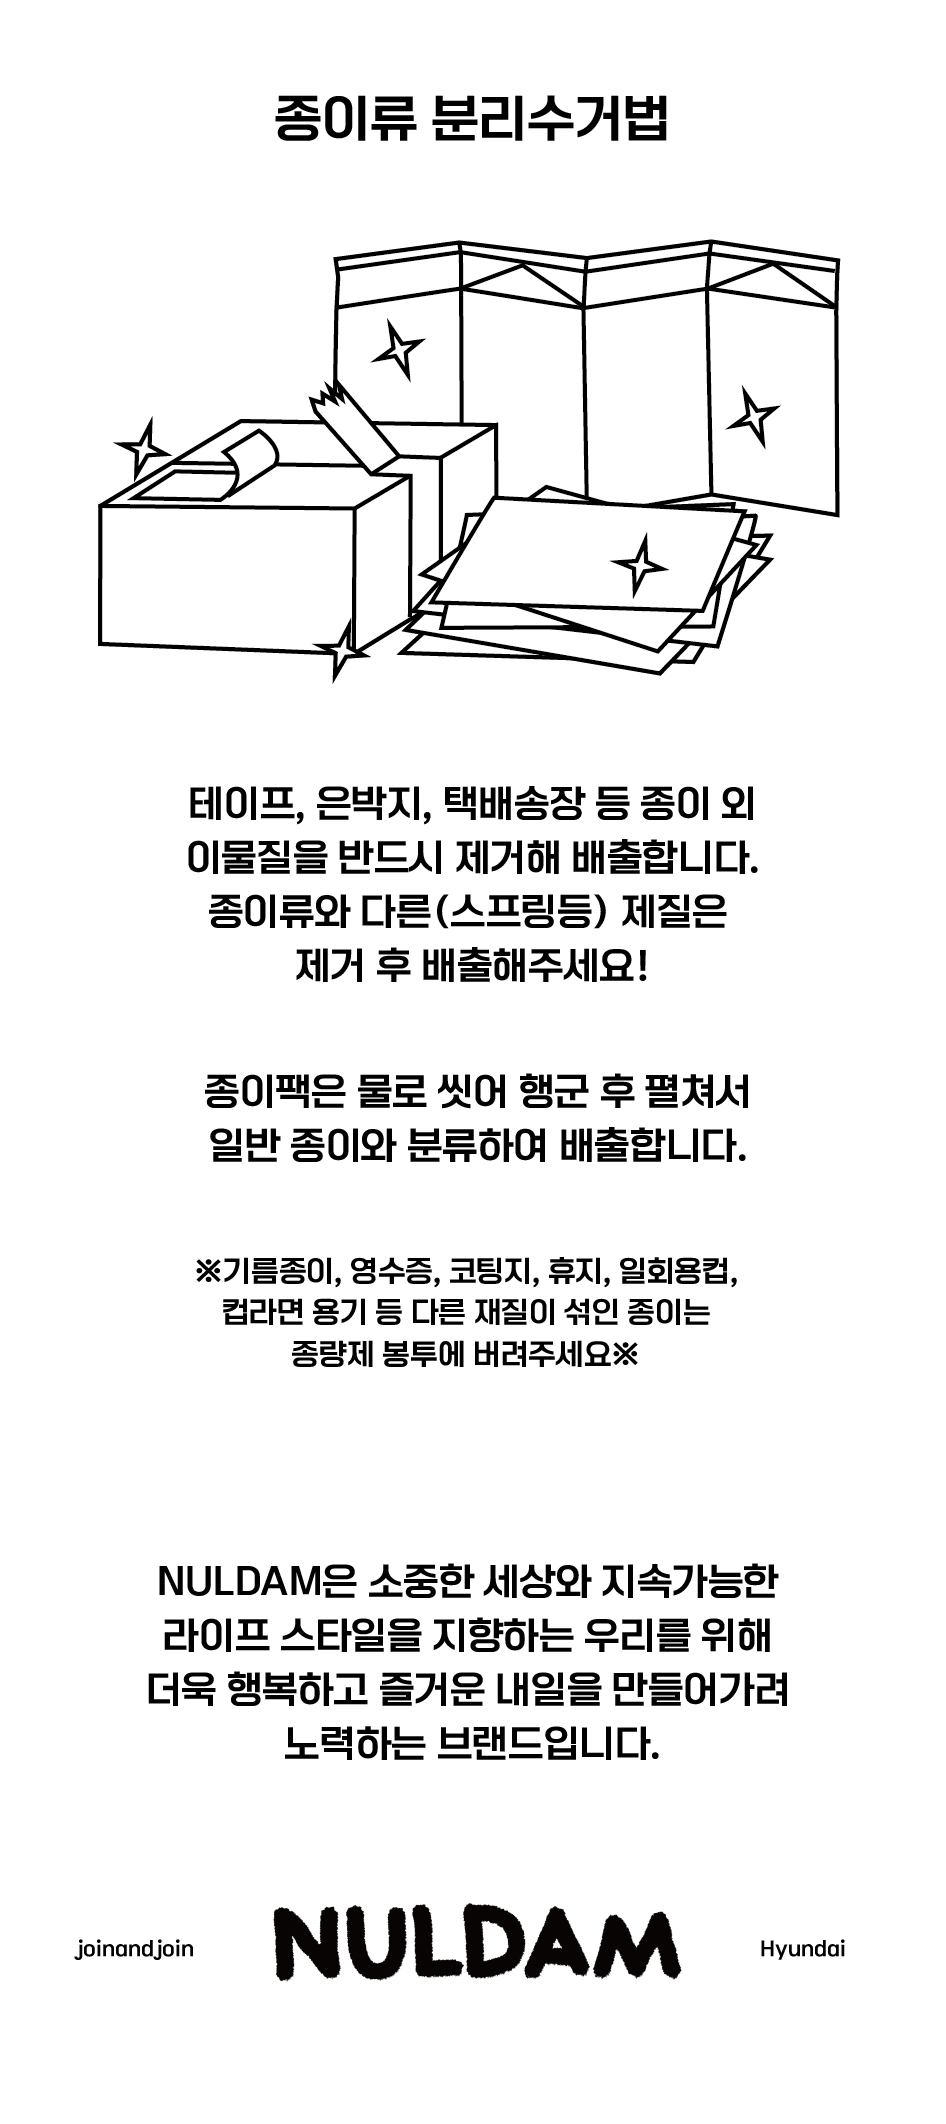 종이류 분리수거법
테이프, 은박지, 택배송장 등 종이 외
이물질을 반드시 제거해 배출합니다.
종이류와 다른(스프링등) 제질은
제거 후 배출해주세요!
종이팩은 물로 씻어 행군 후 펼쳐서
일반 종이와 분류하여 배출합니다.
※기름종이, 영수증, 코팅지, 휴지, 일회용컵,
컵라면 용기 등 다른 재질이 섞인 종이는
종량제 봉투에 버려주세요※
NULDAM은 소중한 세상와 지속가능한
라이프 스타일을 지향하는 우리를 위해
더욱 행복하고 즐거운 내일을 만들어가려
노력하는 브랜드입니다.
joinandjoin NULDAM Hyundai